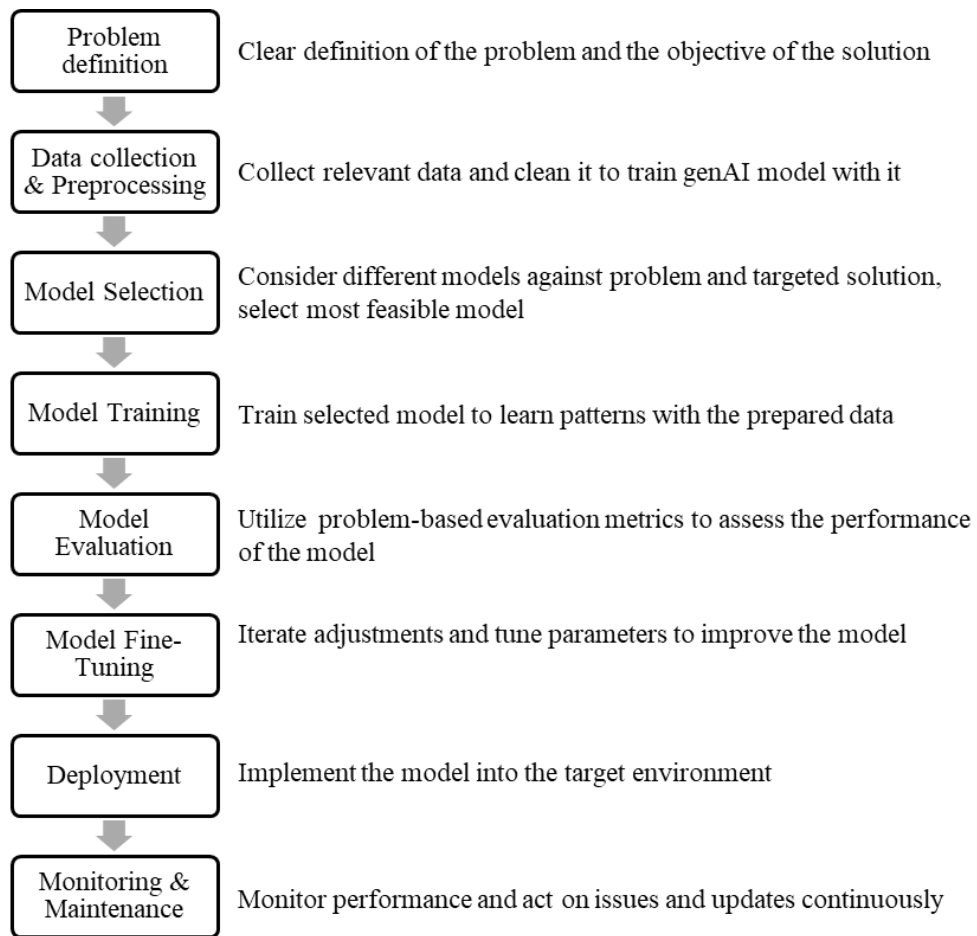 Problem
definition
Clear definition of the problem and the objective of the solution
Data collection
& Preprocessing
Collect relevant data and clean it to train genAI model with it
Model Selection
Consider different models against problem and targeted solution,
select most feasible model
Model Training
Train selected model to learn patterns with the prepared data
Model
Evaluation
Utilize problem-based evaluation metrics to assess the performance
of the model
Model Fine-
Tuning
Iterate adjustments and tune parameters to improve the model
Deployment
Implement the model into the target environment
Monitoring &
Maintenance
Monitor performance and act on issues and updates continuously